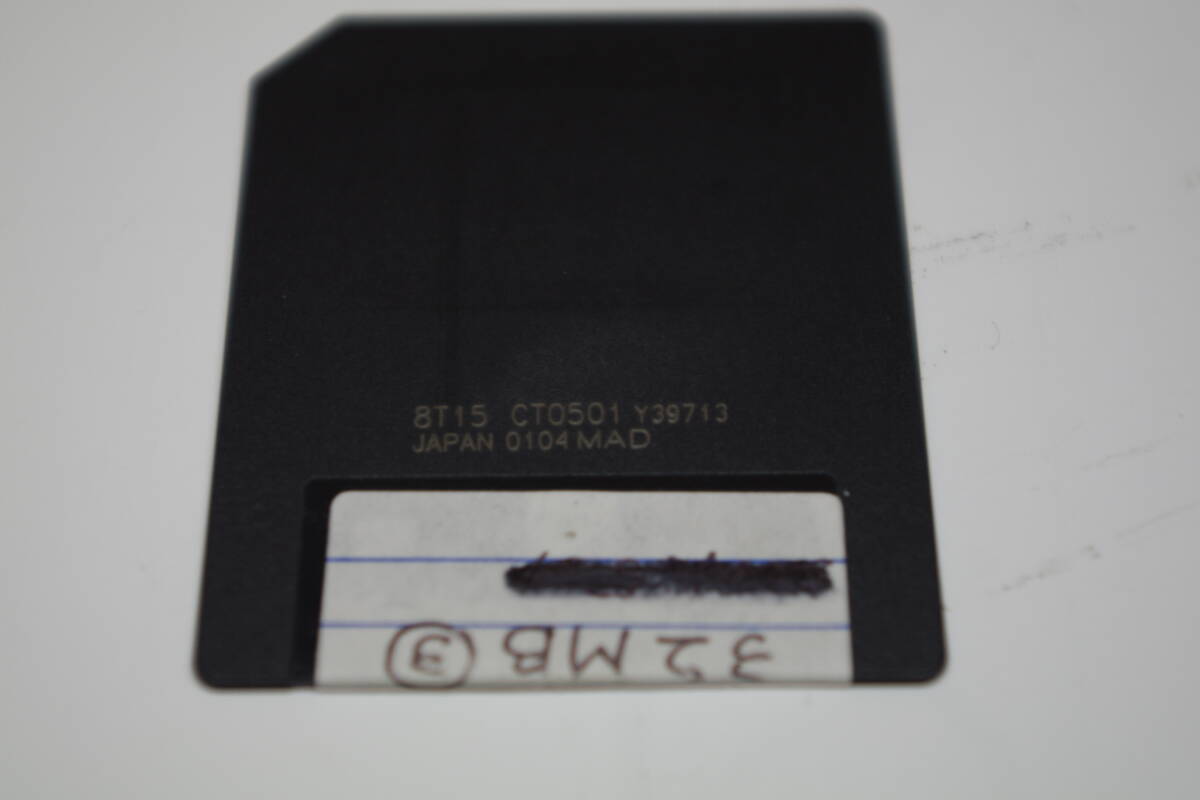 8T15 CT0501 Y39713
JAPAN 0104 MAD
32MB ③